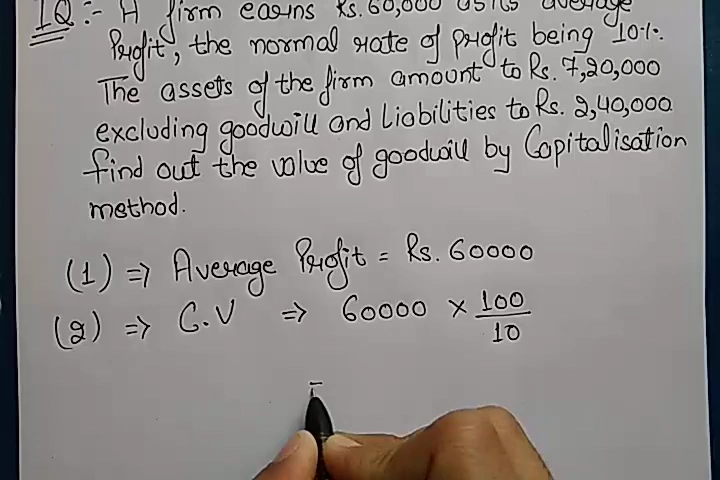 IQ:- A firm earns Rs. 60,000 as its average
Profit, the normal rate of profit being 10%.
The assets of the firm amount to Rs. 7,20,000
excluding goodwill and liabilities to Rs. 2,40,000
find out the value of goodwill by Capitalisation
method.
(1) => Average Profit = Rs. 60000
(2) => C.V => 60000 × 100/10